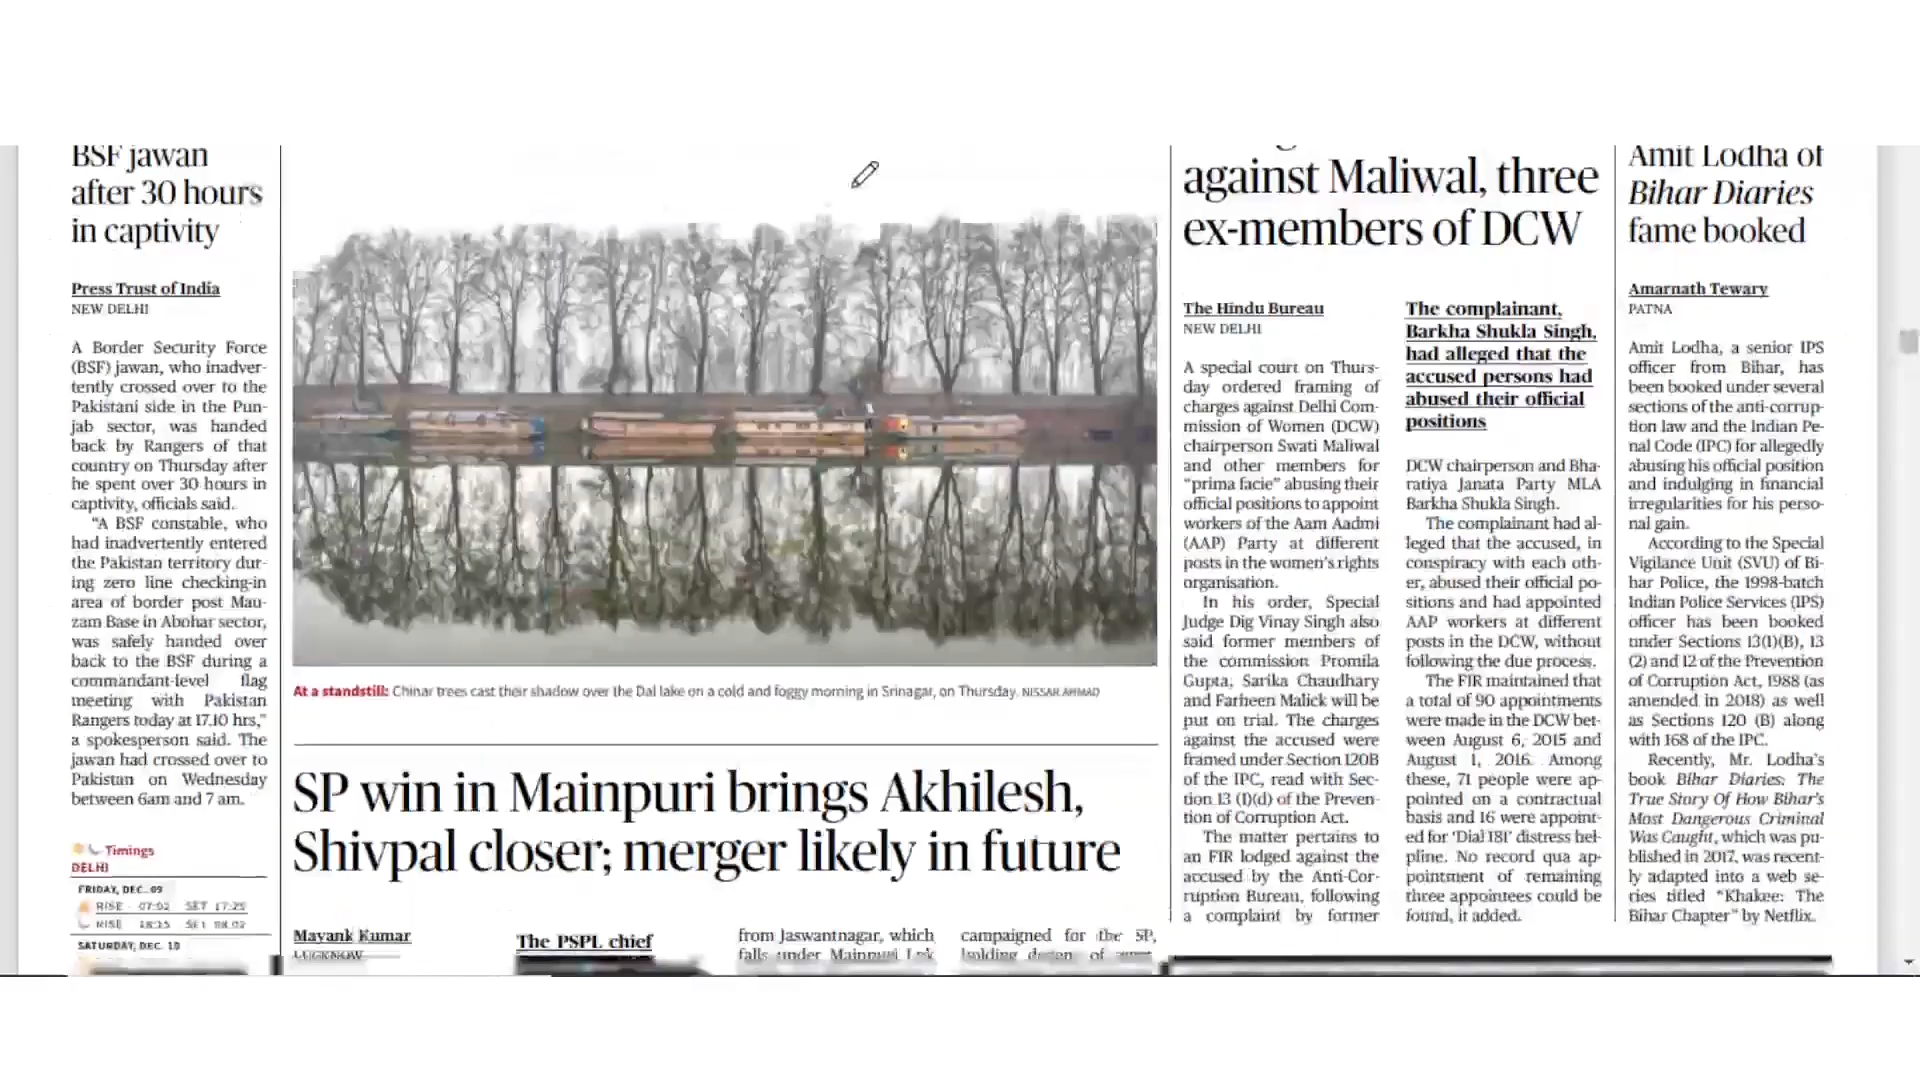 BSF jawan
after 30 hours
in captivity
Press Trust of India
NEW DELHI
A Border Security Force
(BSF) jawan, who inadver-
tently crossed over to the
Pakistani side in the Pun-
jab sector, was handed
back by Rangers of that
country on Thursday after
he spent over 30 hours in
captivity, officials said.
“A BSF constable, who
had inadvertently entered
the Pakistan territory dur-
ing zero line checking-in
area of border post Mau-
zam Base in Abohar sector,
was safely handed over
back to the BSF during a
commandant-level flag
meeting with Pakistan
Rangers today at 17.10 hrs,”
a spokesperson said. The
jawan had crossed over to
Pakistan on Wednesday
between 6am and 7 am.
Timings
DELHI
FRIDAY, DEC. 09
RISE 07:02 SET 17:25
RISE 18:15 SET 08:02
SATURDAY, DEC. 10
At a standstill: Chinar trees cast their shadow over the Dal lake on a cold and foggy morning in Srinagar, on Thursday. NISSAR AHMAD
SP win in Mainpuri brings Akhilesh,
Shivpal closer; merger likely in future
Mayank Kumar
LUCKNOW
The PSPL chief
from Jaswantnagar, which
falls under Mainpuri Lok
campaigned for the SP,
holding dozen of
against Maliwal, three
ex-members of DCW
The Hindu Bureau
NEW DELHI
A special court on Thurs-
day ordered framing of
charges against Delhi Com-
mission of Women (DCW)
chairperson Swati Maliwal
and other members for
“prima facie” abusing their
official positions to appoint
workers of the Aam Aadmi
(AAP) Party at different
posts in the women’s rights
organisation.
In his order, Special
Judge Dig Vinay Singh also
said former members of
the commission Promila
Gupta, Sarika Chaudhary
and Farheen Malick will be
put on trial. The charges
against the accused were
framed under Section 120B
of the IPC, read with Sec-
tion 13 (1)(d) of the Preven-
tion of Corruption Act.
The matter pertains to
an FIR lodged against the
accused by the Anti-Cor-
ruption Bureau, following
a complaint by former
The complainant,
Barkha Shukla Singh,
had alleged that the
accused persons had
abused their official
positions
DCW chairperson and Bha-
ratiya Janata Party MLA
Barkha Shukla Singh.
The complainant had al-
leged that the accused, in
conspiracy with each oth-
er, abused their official po-
sitions and had appointed
AAP workers at different
posts in the DCW, without
following the due process.
The FIR maintained that
a total of 90 appointments
were made in the DCW bet-
ween August 6, 2015 and
August 1, 2016. Among
these, 71 people were ap-
pointed on a contractual
basis and 16 were appoint-
ed for ‘Dial 181’ distress hel-
pline. No record qua ap-
pointment of remaining
three appointees could be
found, it added.
Amit Lodha of
Bihar Diaries
fame booked
Amarnath Tewary
PATNA
Amit Lodha, a senior IPS
officer from Bihar, has
been booked under several
sections of the anti-corrup-
tion law and the Indian Pe-
nal Code (IPC) for allegedly
abusing his official position
and indulging in financial
irregularities for his perso-
nal gain.
According to the Special
Vigilance Unit (SVU) of Bi-
har Police, the 1998-batch
Indian Police Services (IPS)
officer has been booked
under Sections 13(1)(B), 13
(2) and 12 of the Prevention
of Corruption Act, 1988 (as
amended in 2018) as well
as Sections 120 (B) along
with 168 of the IPC.
Recently, Mr. Lodha’s
book Bihar Diaries: The
True Story Of How Bihar’s
Most Dangerous Criminal
Was Caught, which was pu-
blished in 2017, was recent-
ly adapted into a web se-
ries titled “Khakee: The
Bihar Chapter” by Netflix.